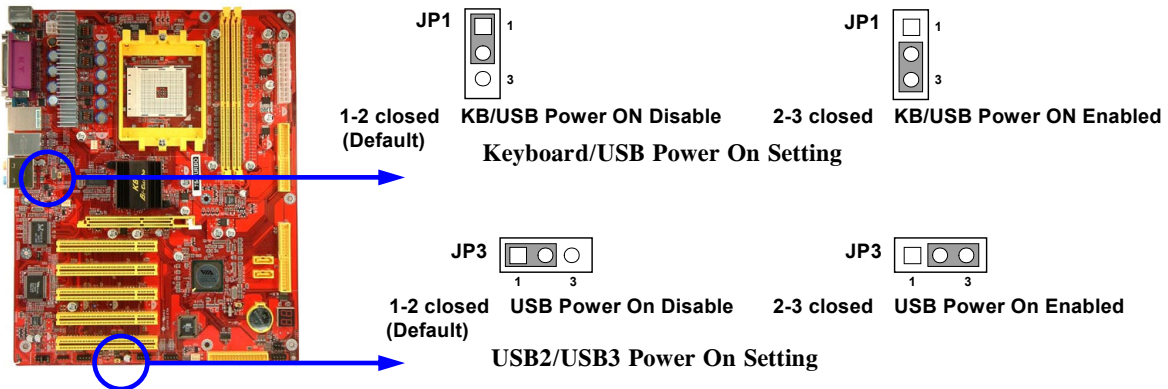 JP1 1 3
1-2 closed (Default) KB/USB Power ON Disable
JP1 1 3
2-3 closed KB/USB Power ON Enabled
Keyboard/USB Power On Setting
JP3 1 3
1-2 closed (Default) USB Power On Disable
JP3 1 3
2-3 closed USB Power On Enabled
USB2/USB3 Power On Setting
VIA